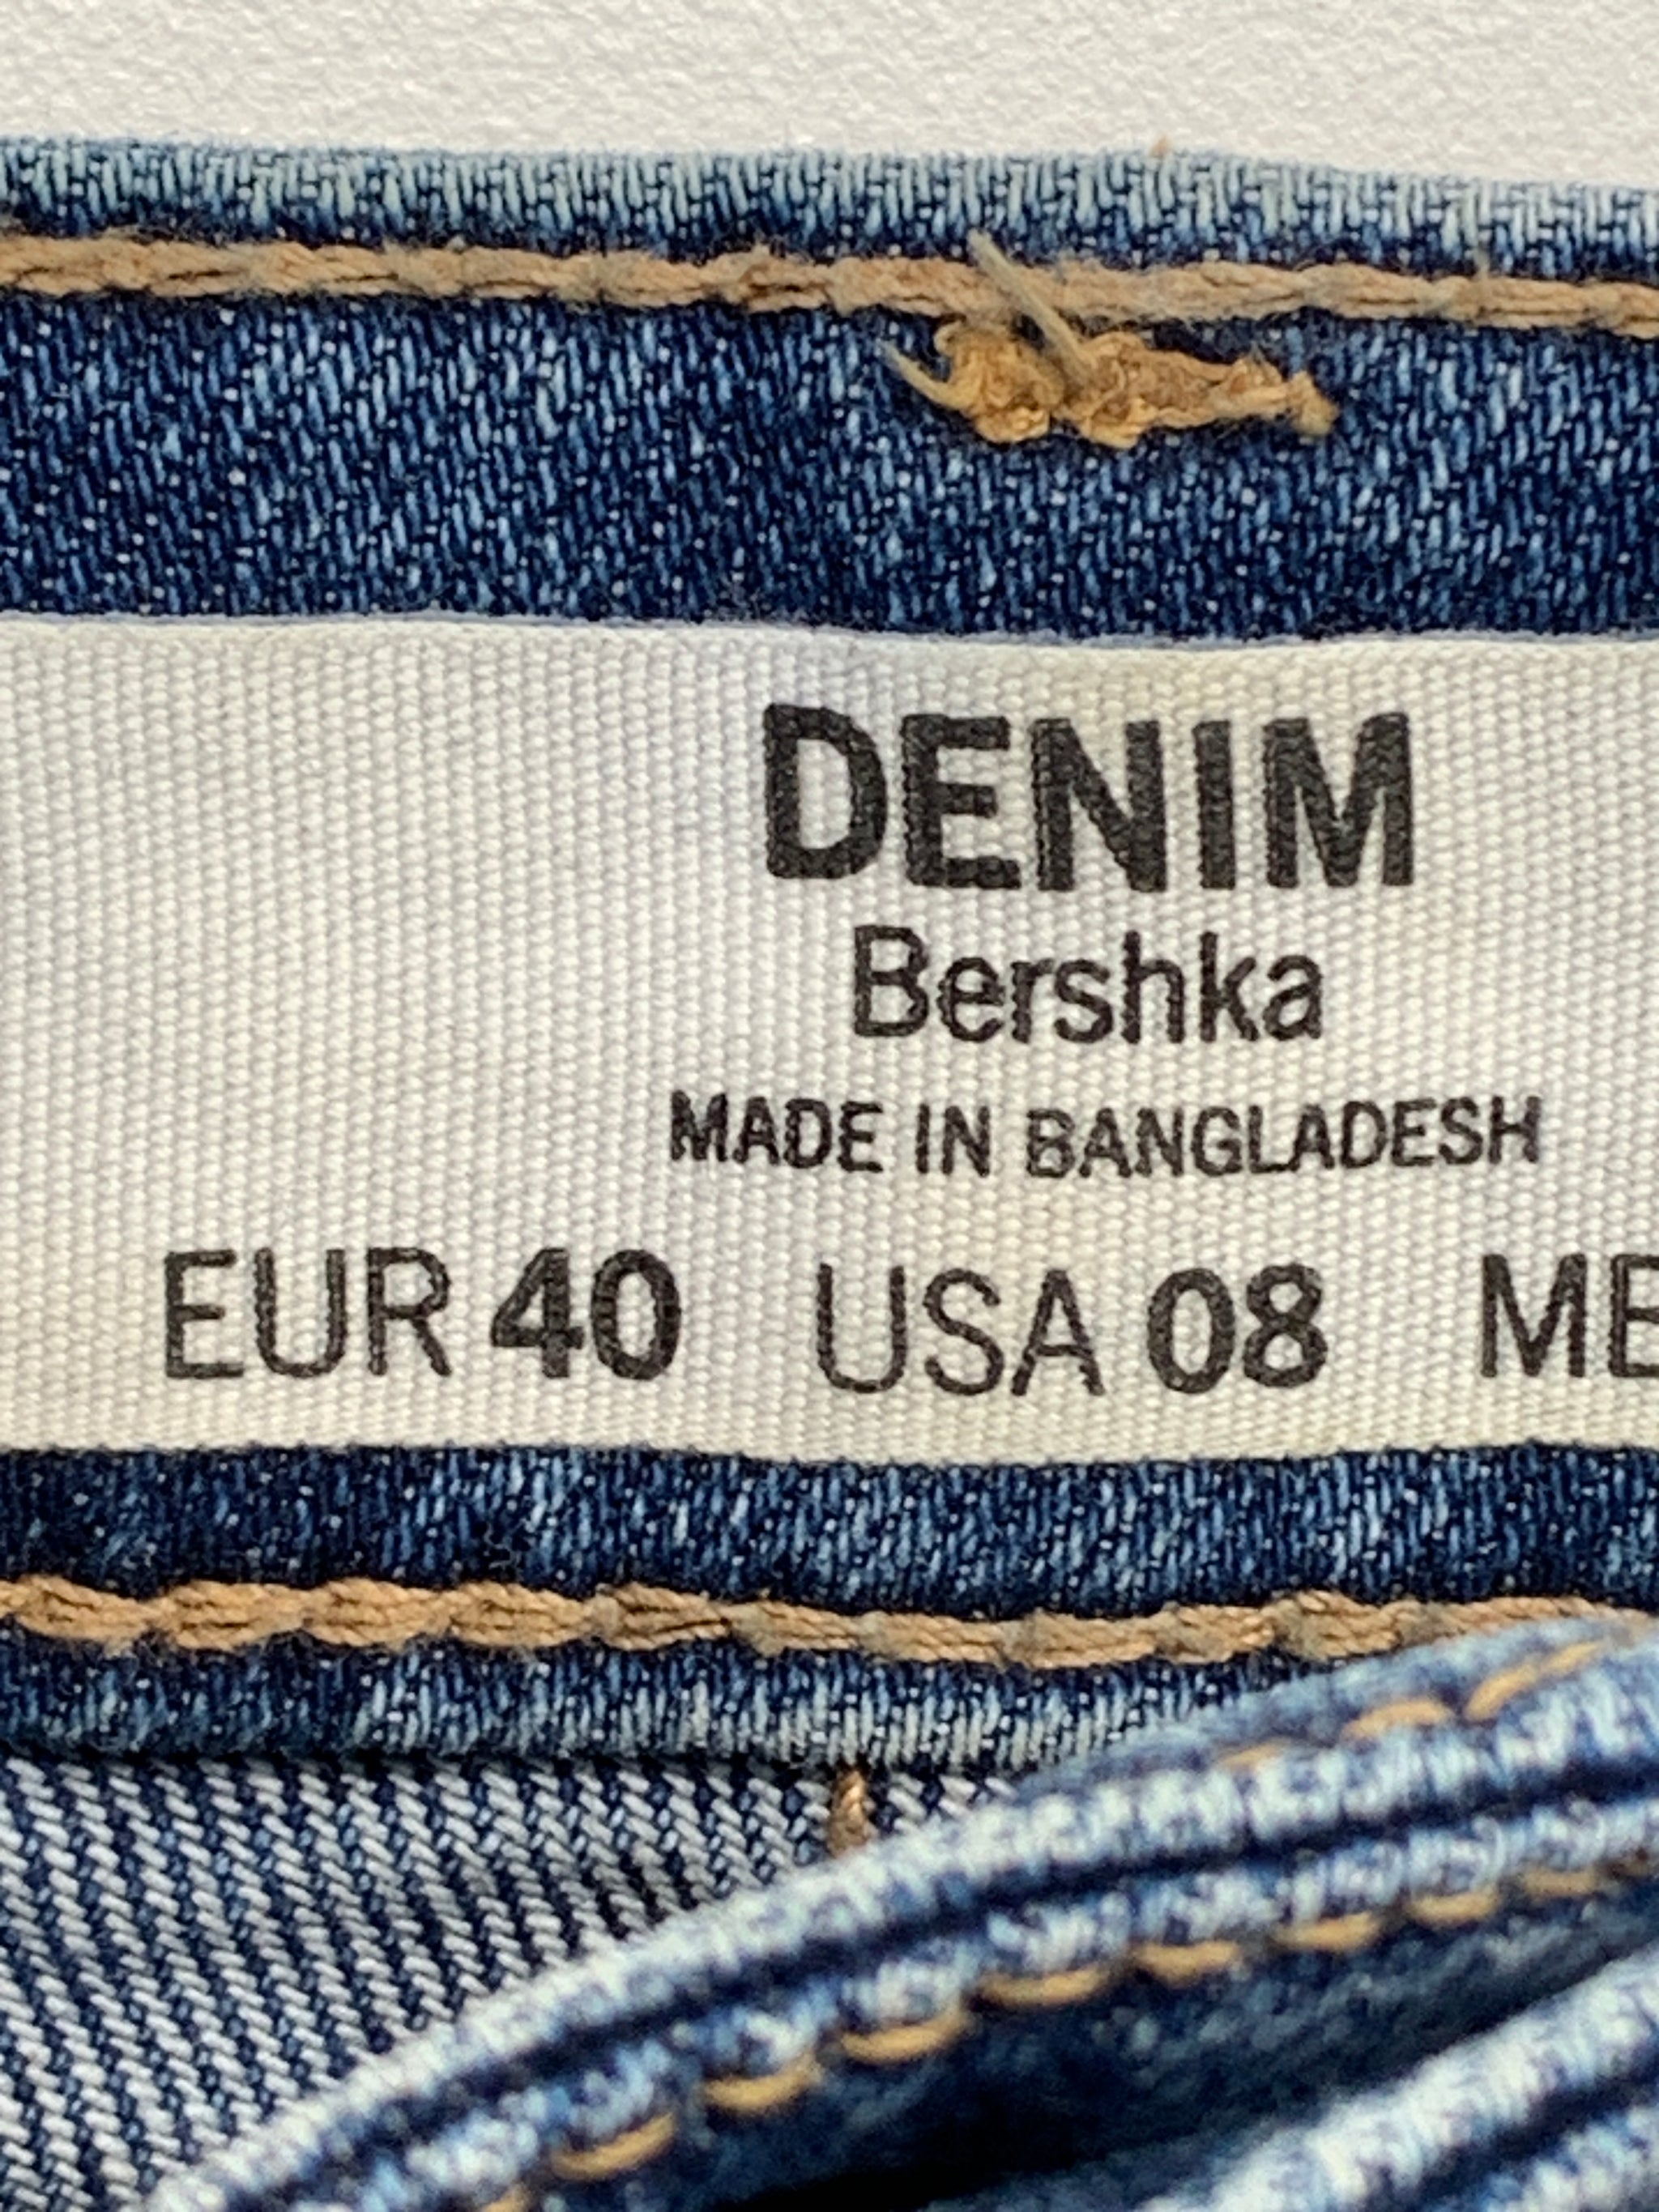 DENIM
Bershka
MADE IN BANGLADESH
EUR 40 USA 08